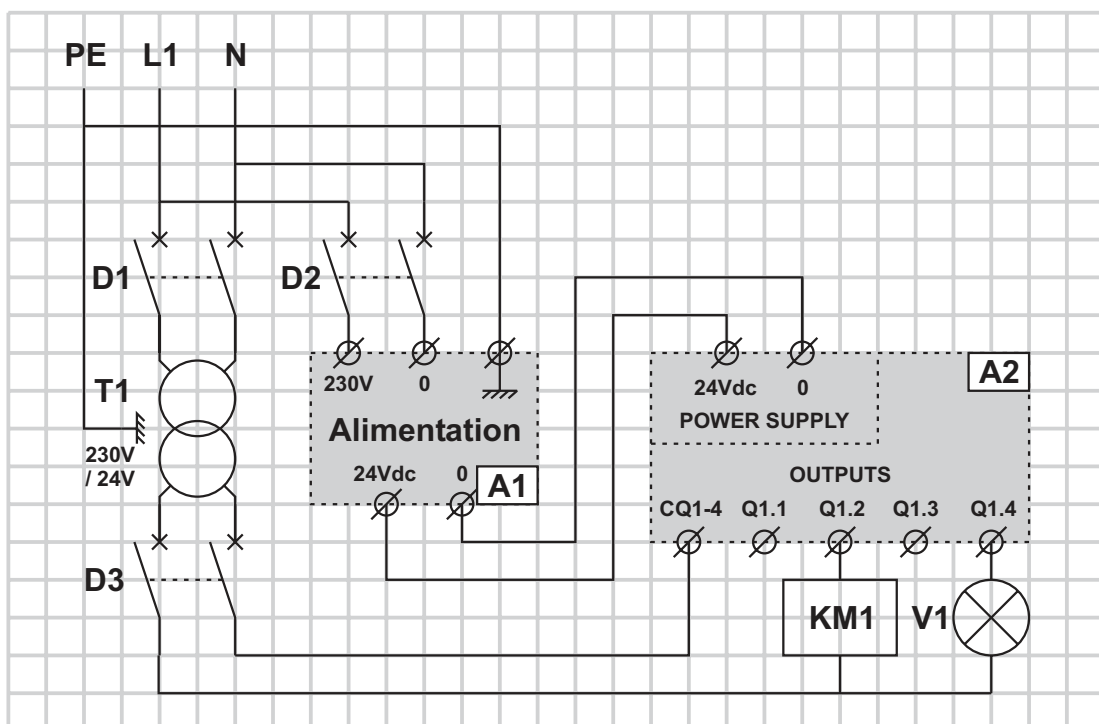 PE L1 N
D1
D2
T1
230V
/ 24V
230V 0
Alimentation
24Vdc 0
A1
A2
24Vdc 0
POWER SUPPLY
OUTPUTS
CQ1-4 Q1.1 Q1.2 Q1.3 Q1.4
D3
KM1
V1